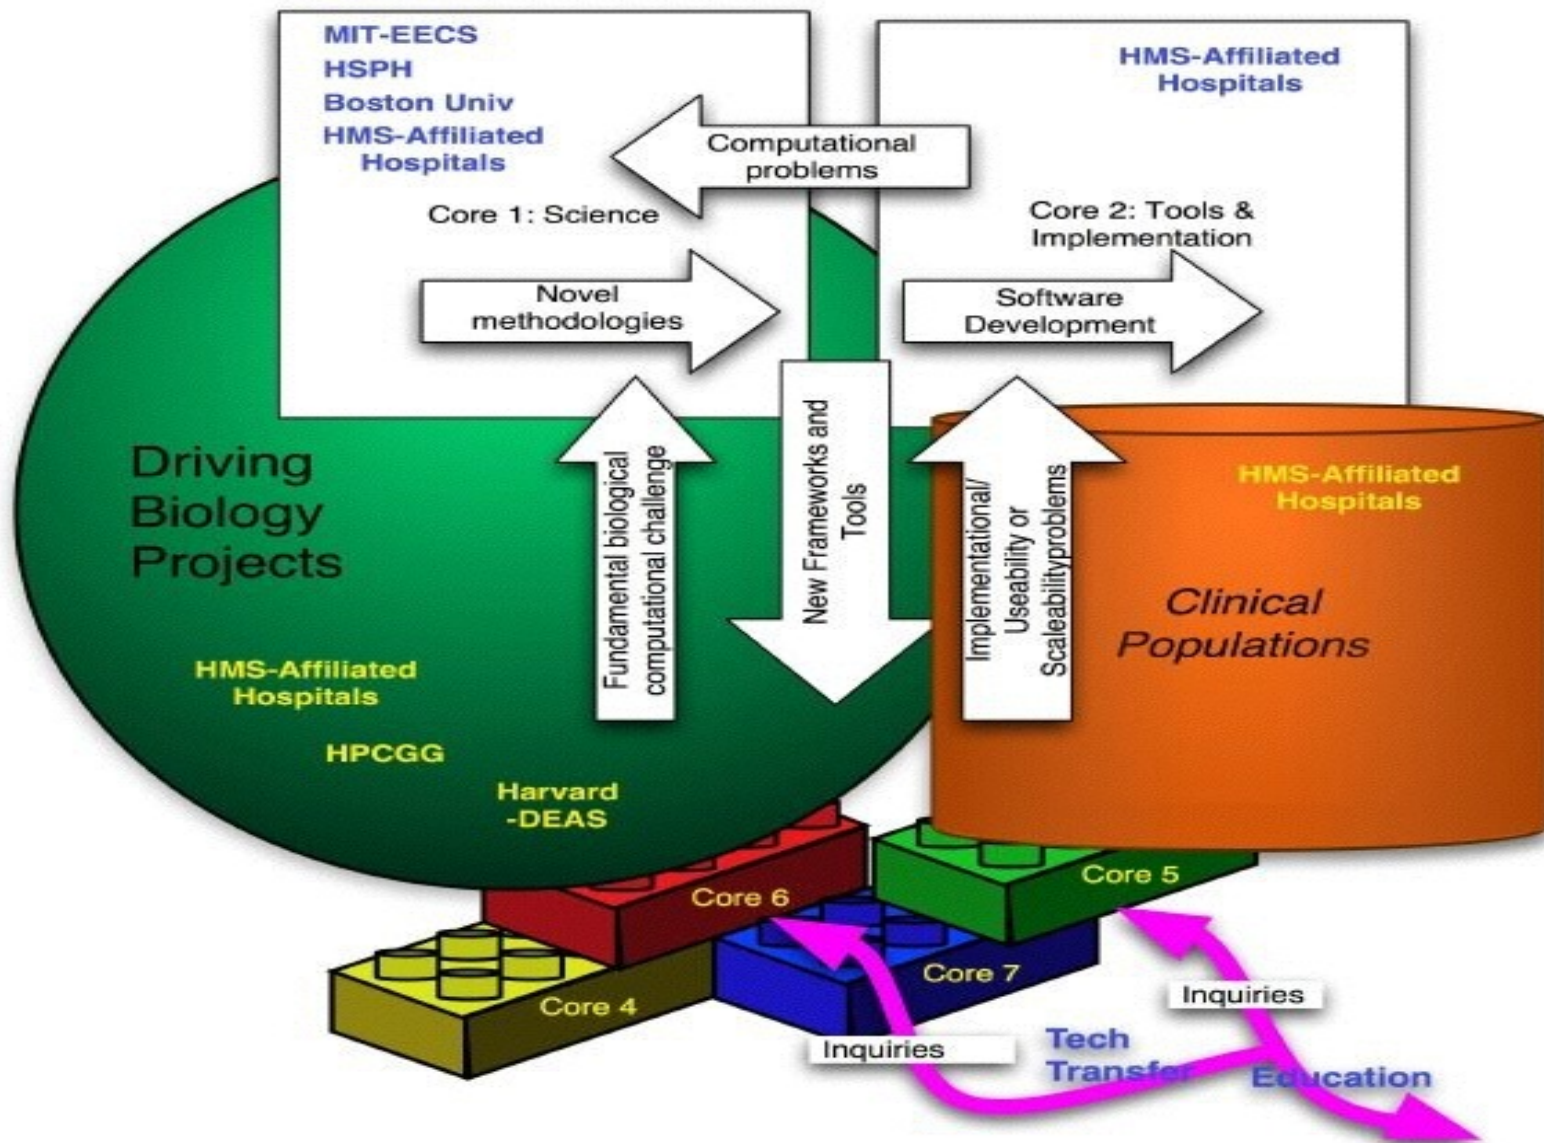 MIT-EECS
HSPH
Boston Univ
HMS-Affiliated
Hospitals
Core 1: Science
Computational
problems
Novel
methodologies
HMS-Affiliated
Hospitals
Core 2: Tools &
Implementation
Software
Development
Driving
Biology
Projects
Fundamental biological
computational challenge
New Frameworks and
Tools
Implementational/
Useability or
Scaleabilityproblems
HMS-Affiliated
Hospitals
Clinical
Populations
HMS-Affiliated
Hospitals
HPCGG
Harvard
-DEAS
Core 6
Core 5
Core 4
Core 7
Inquiries
Inquiries
Tech
Transfer
Education